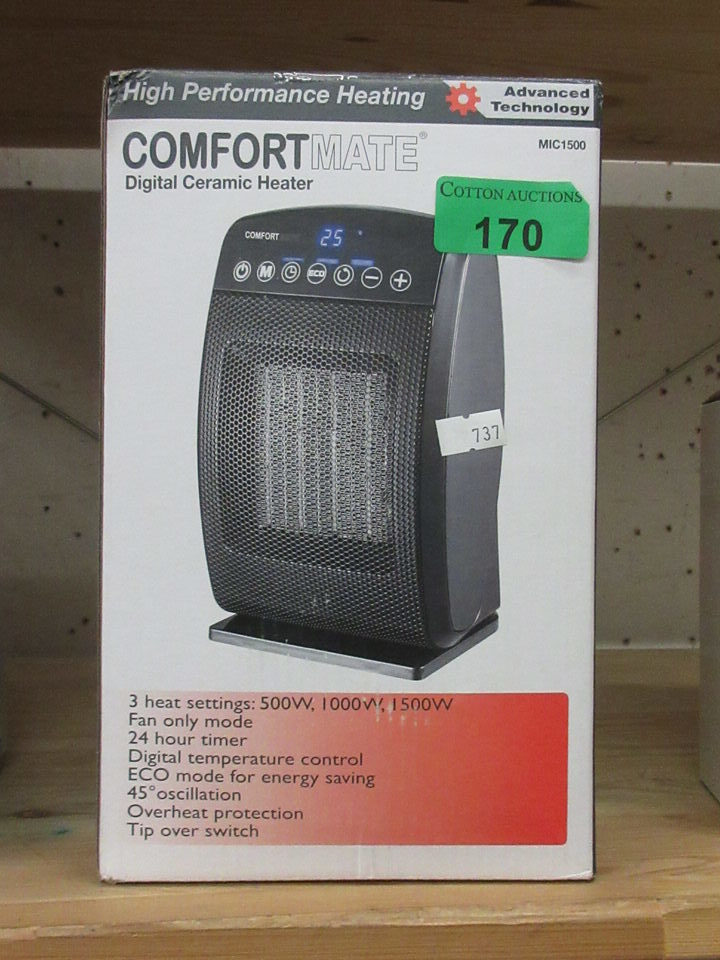 High Performance Heating
Advanced
Technology
COMFORTMATE®
MIC1500
Digital Ceramic Heater
COTTON AUCTIONS
170
COMFORT
25
M
ECO
737
3 heat settings: 500W, 1000W, 1500W
Fan only mode
24 hour timer
Digital temperature control
ECO mode for energy saving
45° oscillation
Overheat protection
Tip over switch